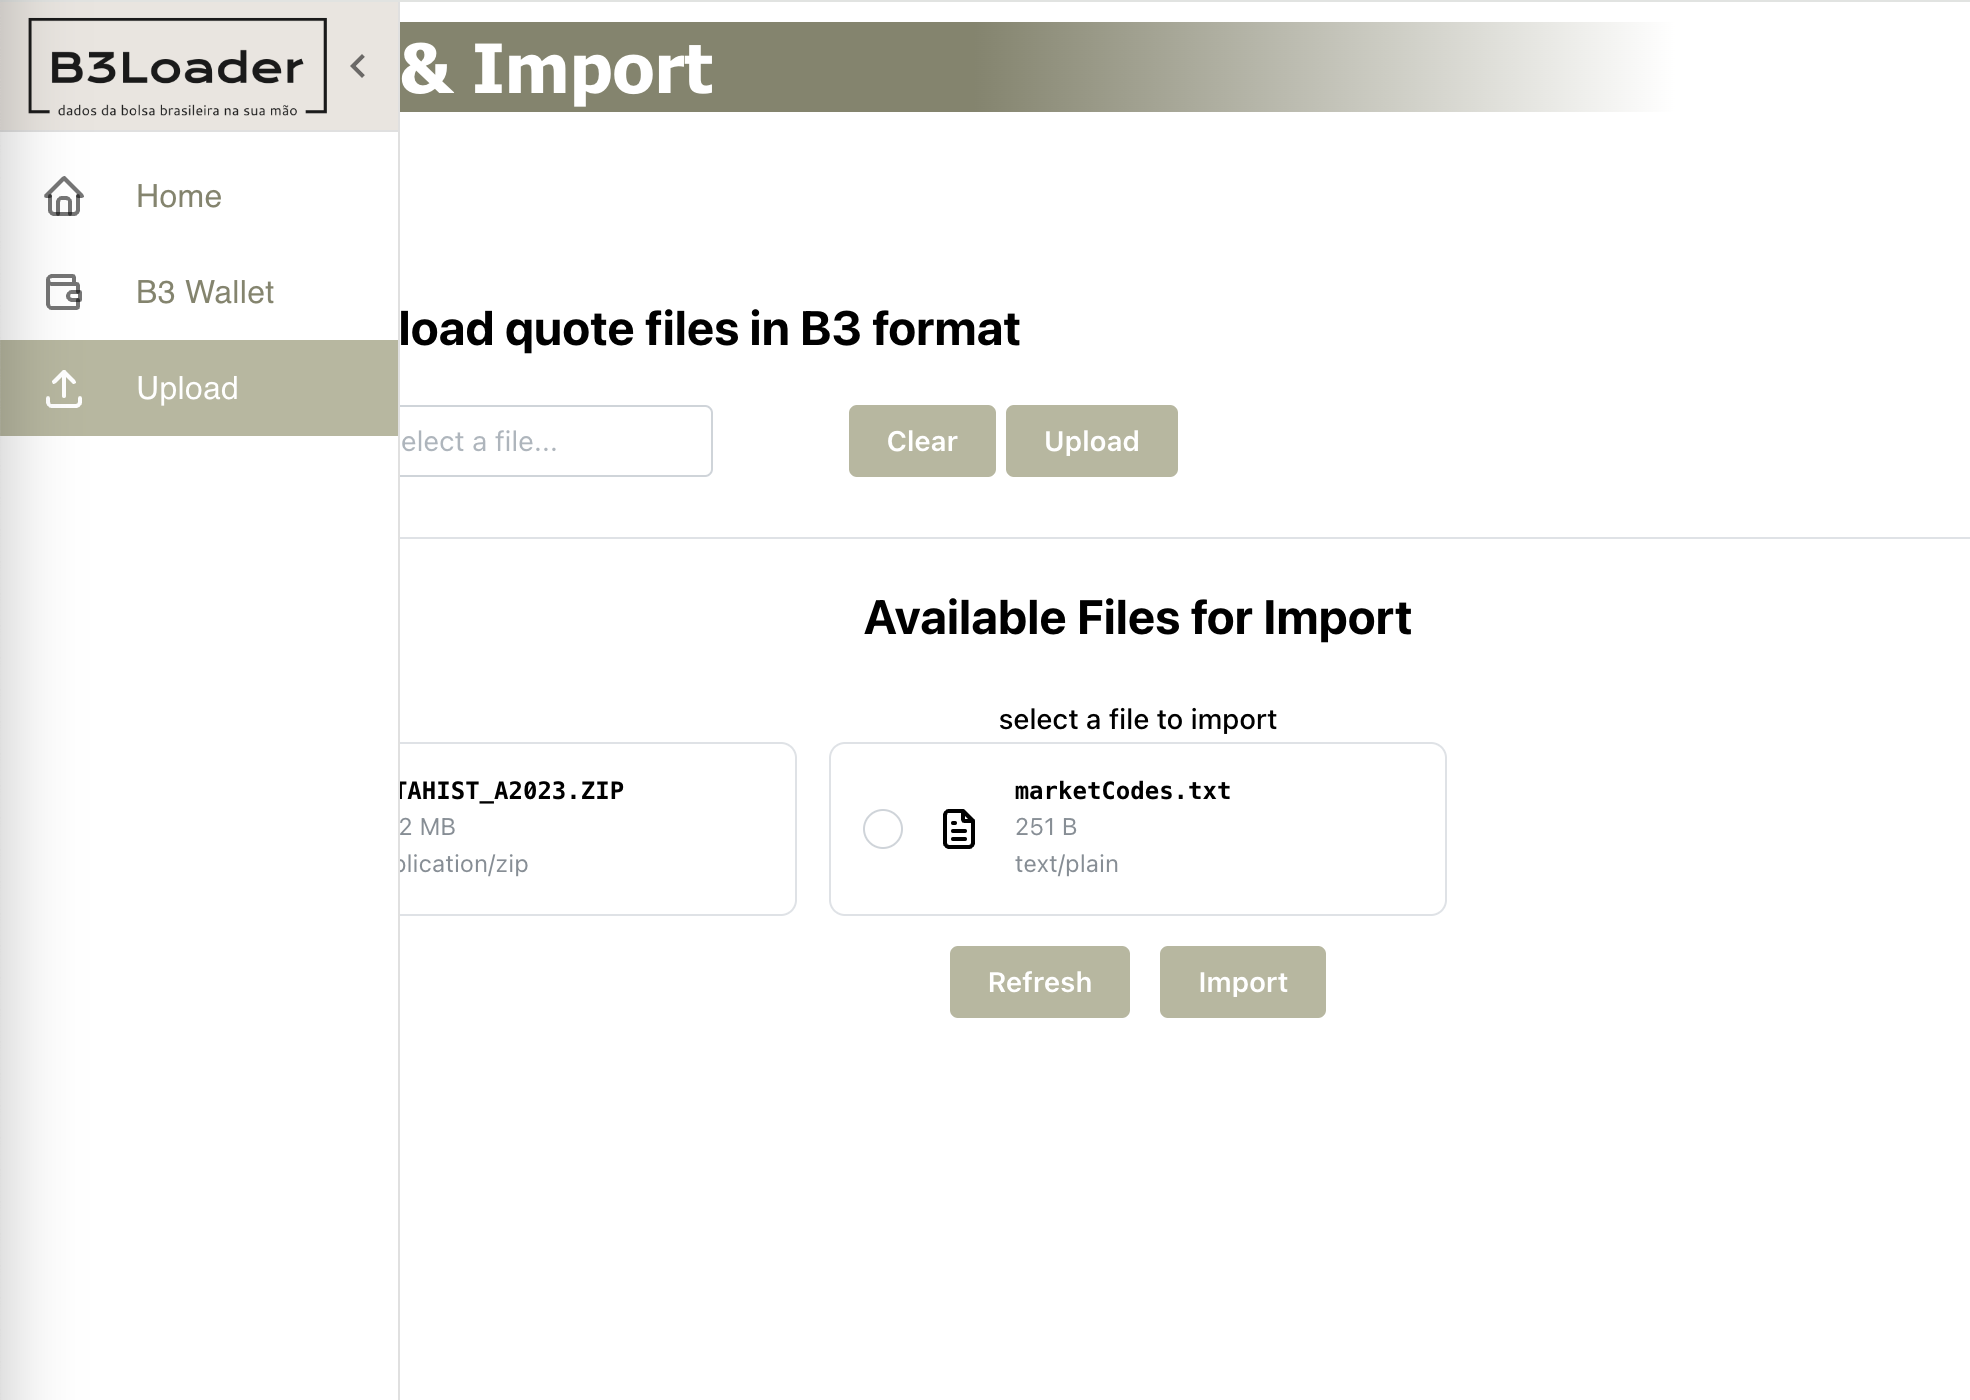 B3Loader
dados da bolsa brasileira na sua mão
& Import
Home
B3 Wallet
Upload
load quote files in B3 format
elect a file...
Clear
Upload
Available Files for Import
select a file to import
TAHIST_A2023.ZIP
2 MB
plication/zip
marketCodes.txt
251 B
text/plain
Refresh
Import